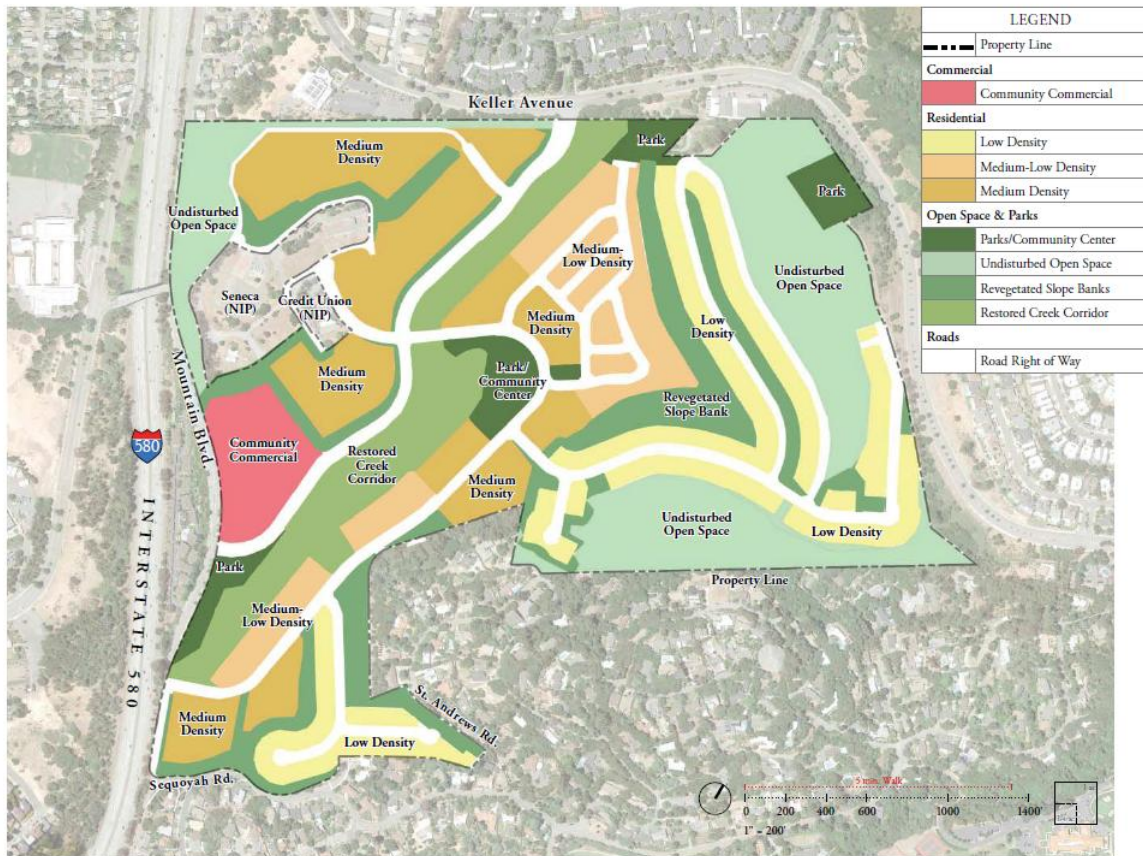 LEGEND
Property Line
Commercial
Community Commercial
Residential
Low Density
Medium-Low Density
Medium Density
Open Space & Parks
Parks/Community Center
Undisturbed Open Space
Revegetated Slope Banks
Restored Creek Corridor
Roads
Road Right of Way
Keller Avenue
Medium
Density
Park
Park
Undisturbed
Open Space
Medium-
Low Density
Undisturbed
Open Space
Seneca
(NIP)
Credit Union
(NIP)
Medium
Density
Low
Density
Mountain Blvd.
Medium
Density
Park/
Community
Center
Revegetated
Slope Bank
580
Community
Commercial
Restored
Creek
Corridor
Medium
Density
Undisturbed
Open Space
Low Density
INTERSTATE 580
Park
Property Line
Medium-
Low Density
St. Andrews Rd.
Medium
Density
Low Density
Sequoyah Rd.
5 min. Walk
0 200 400 600 800 1000 1400'
1" = 200'